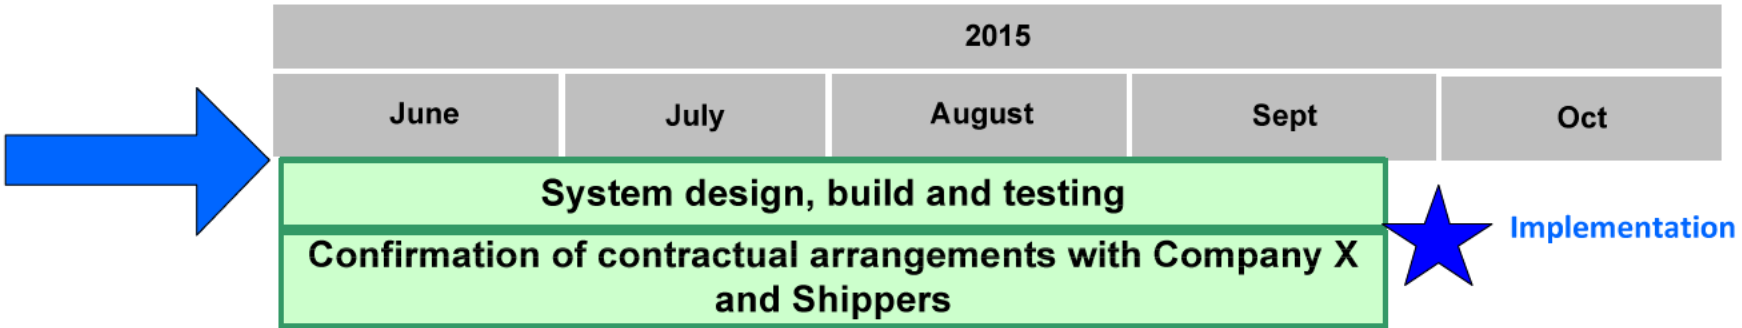 2015
June
July
August
Sept
Oct
System design, build and testing
Confirmation of contractual arrangements with Company X
and Shippers
Implementation